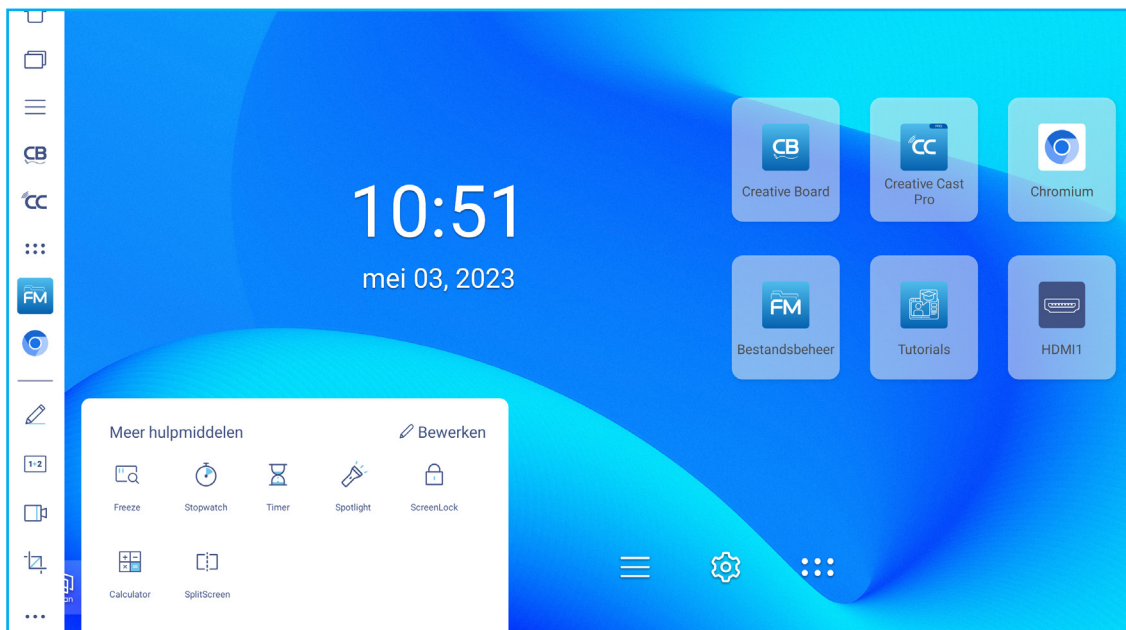 CB
CC
FM
1÷2
10:51
mei 03, 2023
CB
Creative Board
PRO
CC
Creative Cast
Pro
Chromium
FM
Bestandsbeheer
Tutorials
HDMI1
Meer hulpmiddelen
Bewerken
Freeze
Stopwatch
Timer
Spotlight
ScreenLock
Calculator
SplitScreen